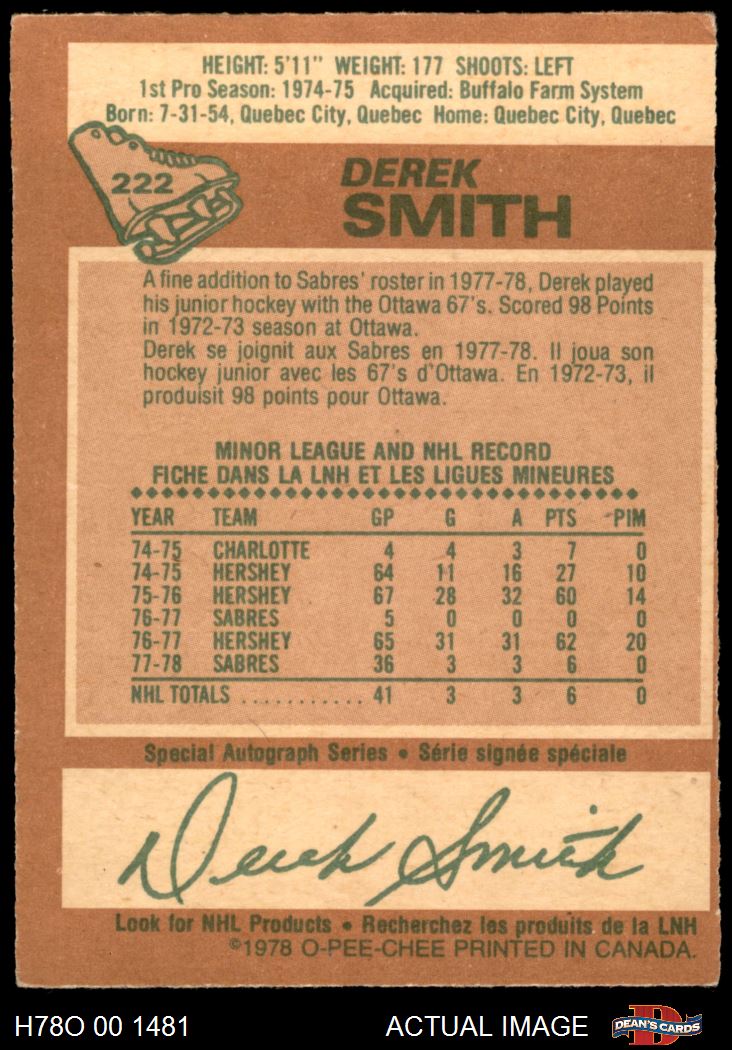 HEIGHT: 5'11" WEIGHT: 177 SHOOTS: LEFT
1st Pro Season: 1974-75 Acquired: Buffalo Farm System
Born: 7-31-54, Quebec City, Quebec Home: Quebec City, Quebec
222
DEREK
SMITH
A fine addition to Sabres' roster in 1977-78, Derek played
his junior hockey with the Ottawa 67's. Scored 98 Points
in 1972-73 season at Ottawa.
Derek se joignit aux Sabres en 1977-78. Il joua son
hockey junior avec les 67's d'Ottawa. En 1972-73, il
produisit 98 points pour Ottawa.
MINOR LEAGUE AND NHL RECORD
FICHE DANS LA LNH ET LES LIGUES MINEURES
YEAR TEAM GP G A PTS PIM
74-75 CHARLOTTE 4 4 3 7 0
74-75 HERSHEY 64 11 16 27 10
75-76 HERSHEY 67 28 32 60 14
76-77 SABRES 5 0 0 0 0
76-77 HERSHEY 65 31 31 62 20
77-78 SABRES 36 3 3 6 0
NHL TOTALS ............ 41 3 3 6 0
Special Autograph Series • Série signée spéciale
Derek Smith
Look for NHL Products • Recherchez les produits de la LNH
©1978 O-PEE-CHEE PRINTED IN CANADA.
H78O 00 1481 ACTUAL IMAGE
D
DEAN'S CARDS